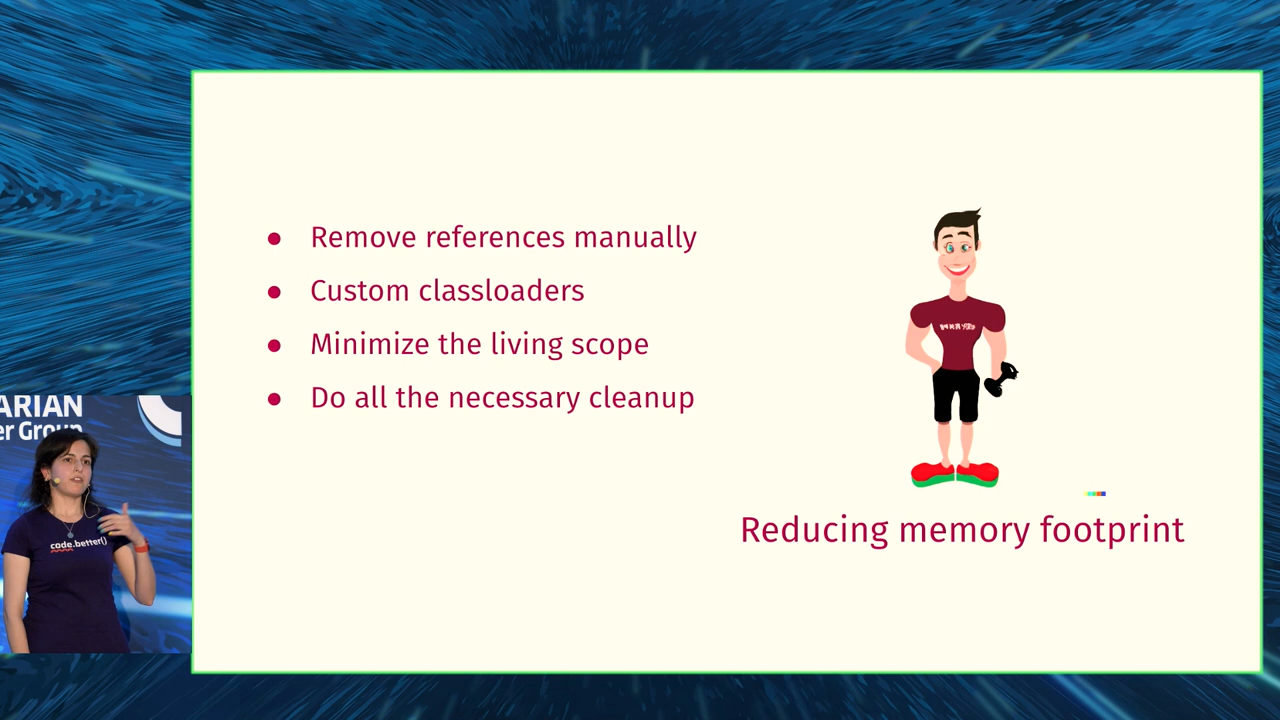 Remove references manually
Custom classloaders
Minimize the living scope
Do all the necessary cleanup
Reducing memory footprint
ARIAN
er Group
code.better()